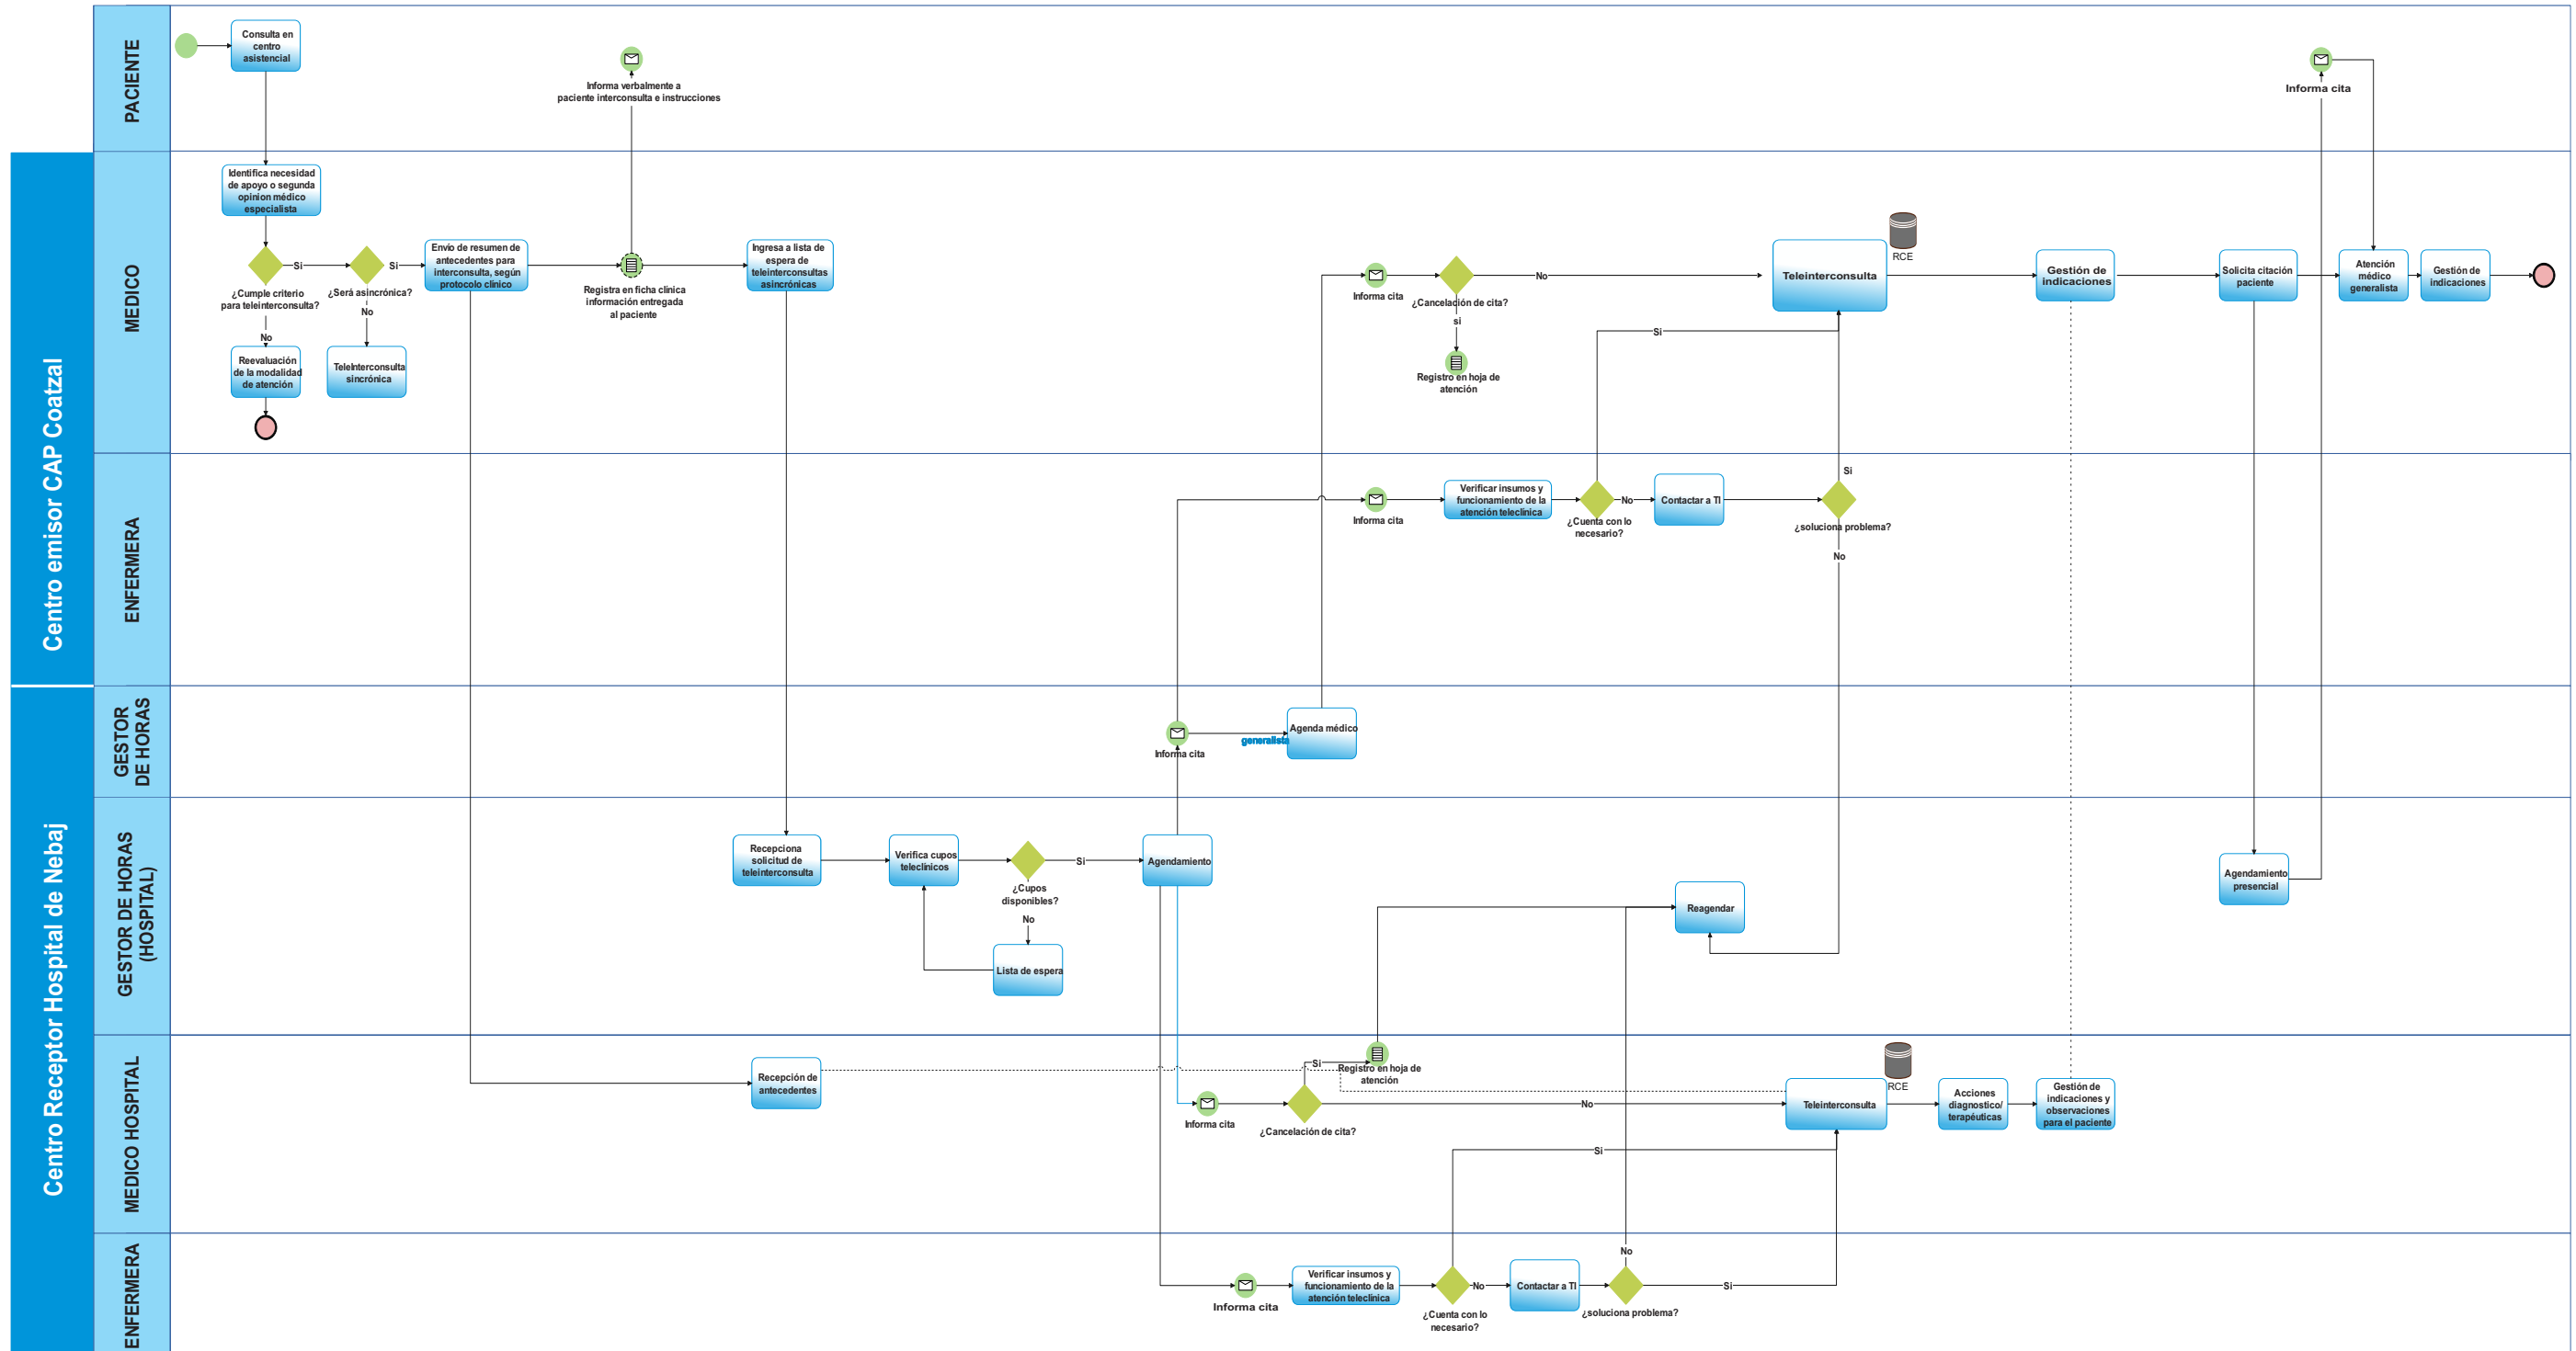 Centro emisor CAP Coatzal
Centro Receptor Hospital de Nebaj
PACIENTE
Consulta en
centro
asistencial
Informa verbalmente a
paciente interconsulta e instrucciones
Informa cita
MEDICO
Identifica necesidad
de apoyo o segunda
opinion médico
especialista
¿Cumple criterio
para teleinterconsulta?
Si
No
Reevaluación
de la modalidad
de atención
¿Será asincrónica?
Si
No
TeleInterconsulta
sincrónica
Envío de resumen de
antecedentes para
interconsulta, según
protocolo clínico
Registra en ficha clínica
información entregada
al paciente
Ingresa a lista de
espera de
teleinterconsultas
asincrónicas
Informa cita
¿Cancelación de cita?
No
si
Registro en hoja de
atención
Si
Teleinterconsulta
RCE
Gestión de
indicaciones
Solicita citación
paciente
Atención
médico
generalista
Gestión de
indicaciones
ENFERMERA
Informa cita
Verificar insumos y
funcionamiento de la
atención teleclínica
¿Cuenta con lo
necesario?
No
Contactar a TI
¿soluciona problema?
Si
No
GESTOR
DE HORAS
Informa cita
generalista
Agenda médico
GESTOR DE HORAS
(HOSPITAL)
Recepciona
solicitud de
teleinterconsulta
Verifica cupos
teleclínicos
¿Cupos
disponibles?
Si
No
Lista de espera
Agendamiento
Reagendar
Agendamiento
presencial
MEDICO HOSPITAL
Recepción de
antecedentes
Informa cita
¿Cancelación de cita?
Si
Registro en hoja de
atención
No
Si
Teleinterconsulta
RCE
Acciones
diagnostico/
terapéuticas
Gestión de
indicaciones y
observaciones
para el paciente
ENFERMERA
Informa cita
Verificar insumos y
funcionamiento de la
atención teleclínica
¿Cuenta con lo
necesario?
No
Contactar a TI
¿soluciona problema?
No
Si